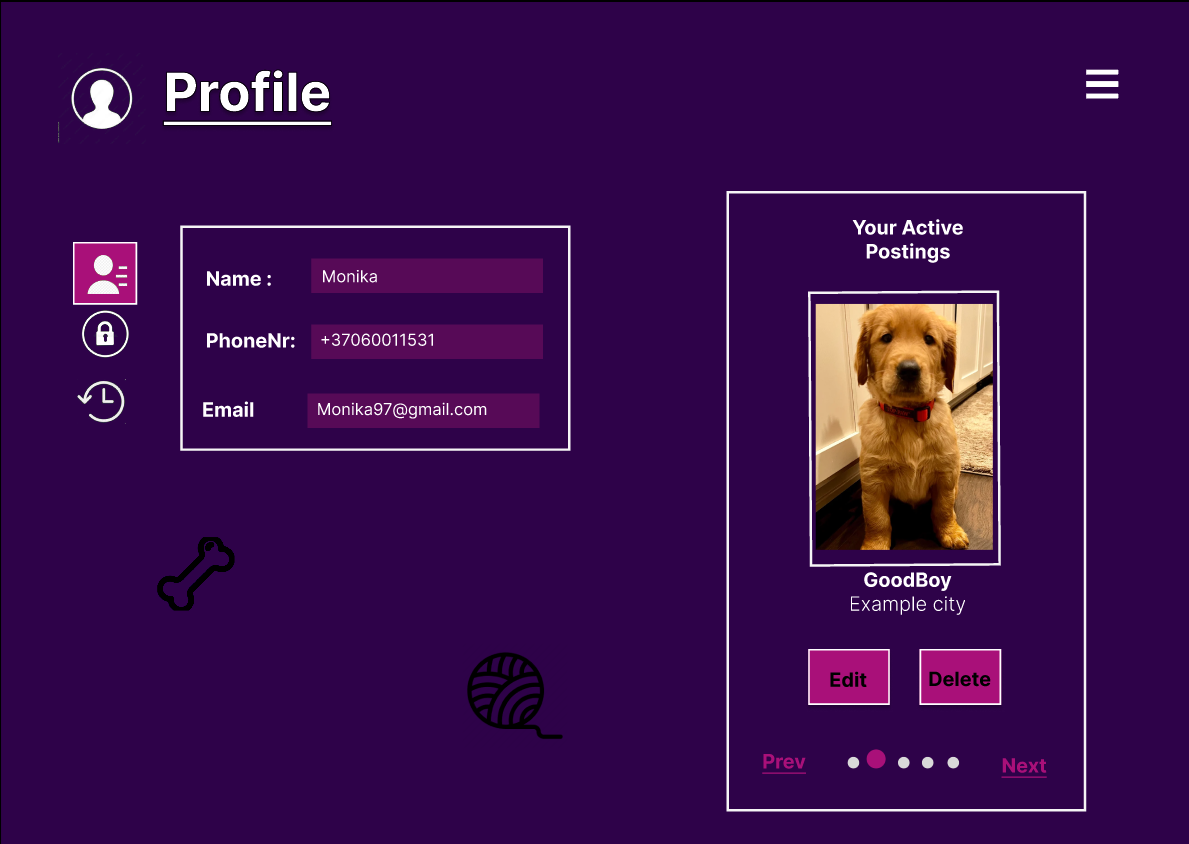 Profile
Name :
Monika
PhoneNr:
+37060011531
Email
Monika97@gmail.com
Your Active
Postings
GoodBoy
Example city
Edit
Delete
Prev
Next